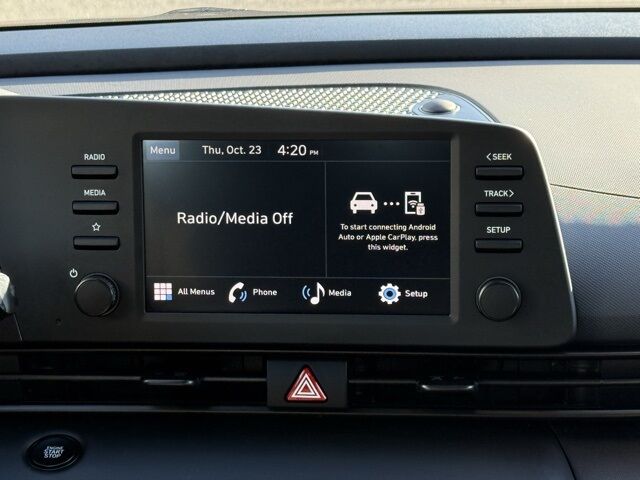 Menu
Thu, Oct. 23
4:20 PM
RADIO
MEDIA
Radio/Media Off
To start connecting Android
Auto or Apple CarPlay, press
this widget.
All Menus
Phone
Media
Setup
< SEEK
TRACK >
SETUP
ENGINE
START
STOP